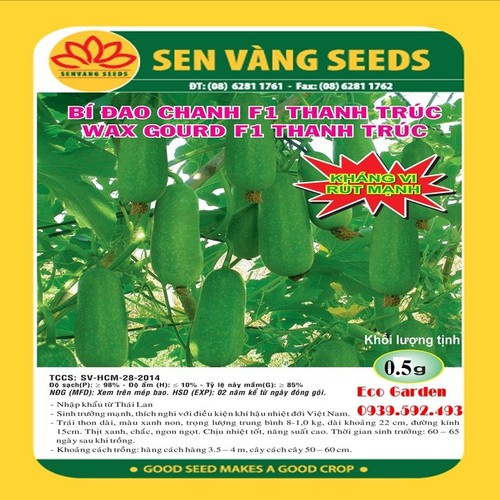 SENVANG SEEDS
SEN VÀNG SEEDS
ĐT: (08) 6281 1761 - Fax: (08) 6281 1762
BÍ ĐAO CHANH F1 THANH TRÚC
WAX GOURD F1 THANH TRÚC
KHÁNG VI
RÚT MẠNH
Khối lượng tịnh
0.5g
TCCS: SV-HCM-28-2014
Độ sạch(P): ≥ 98% - Độ ẩm (H): ≤ 10% - Tỷ lệ nảy mầm(G): ≥ 85%
NĐG (MFD): Xem trên mép bao. HSD (EXP): 02 năm kể từ ngày đóng gói.
Eco Garden
0939.592.493
- Nhập khẩu từ Thái Lan
- Sinh trưởng mạnh, thích nghi với điều kiện khí hậu nhiệt đới Việt Nam.
- Trái thon dài, màu xanh non, trọng lượng trung bình 8-1,0 kg, dài khoảng 22 cm, đường kính
15cm. Thịt xanh, chắc, ngon ngọt. Chịu nhiệt tốt, năng suất cao. Thời gian sinh trưởng: 60 – 65
ngày sau khi trồng.
- Khoảng cách trồng: hàng cách hàng 3.5 – 4 m, cây cách cây 50 – 60 cm.
• GOOD SEED MAKES A GOOD CROP •